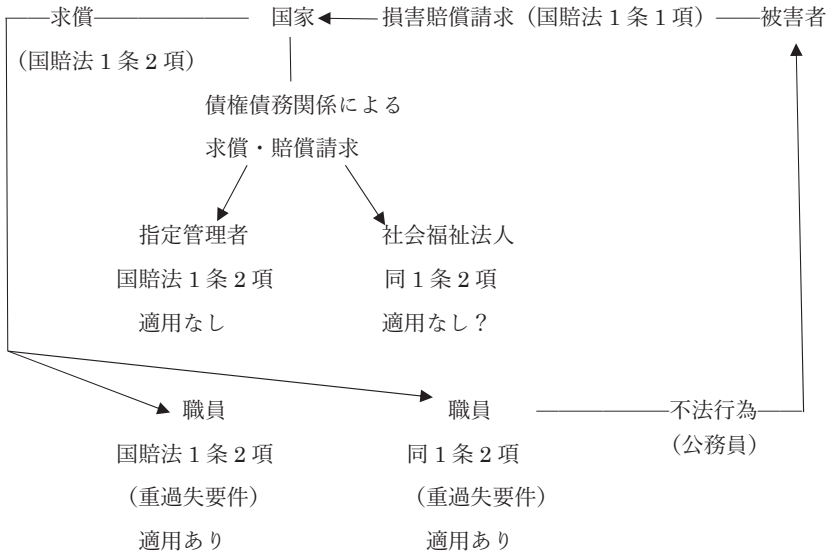 求償 国家 損害賠償請求（国賠法１条１項） 被害者
（国賠法１条２項）
債権債務関係による
求償・賠償請求
指定管理者 社会福祉法人
国賠法１条２項 同１条２項
適用なし 適用なし？
職員 職員 不法行為
（公務員）
国賠法１条２項 同１条２項
（重過失要件） （重過失要件）
適用あり 適用あり